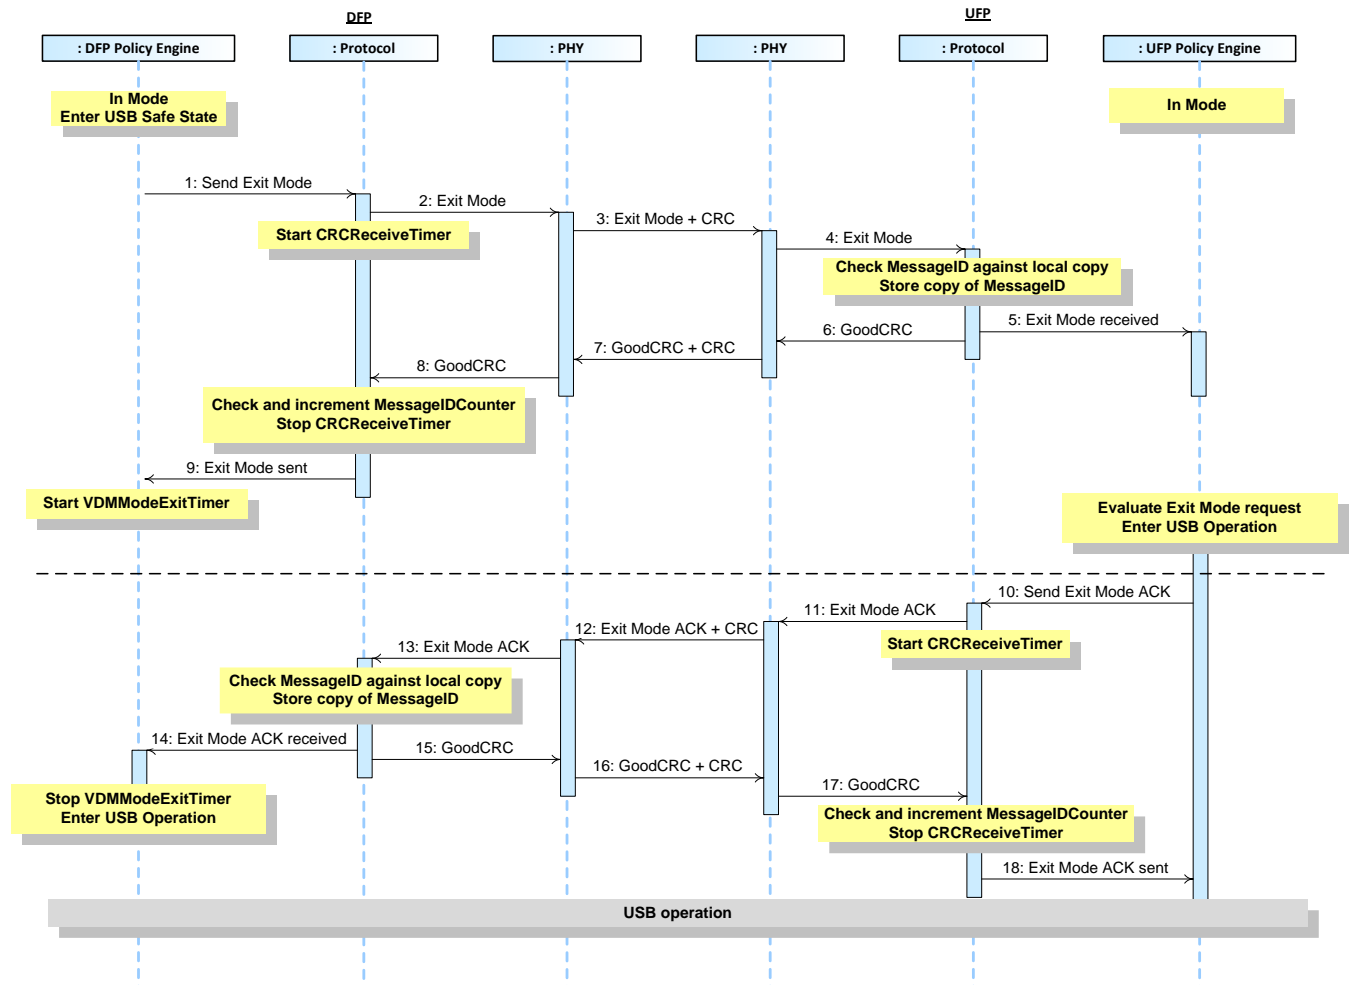 DFP
UFP
: DFP Policy Engine
: Protocol
: PHY
: PHY
: Protocol
: UFP Policy Engine
In Mode
Enter USB Safe State
In Mode
1: Send Exit Mode
2: Exit Mode
Start CRCReceiveTimer
3: Exit Mode + CRC
4: Exit Mode
Check MessageID against local copy
Store copy of MessageID
5: Exit Mode received
6: GoodCRC
7: GoodCRC + CRC
8: GoodCRC
Check and increment MessageIDCounter
Stop CRCReceiveTimer
9: Exit Mode sent
Start VDMModeExitTimer
Evaluate Exit Mode request
Enter USB Operation
10: Send Exit Mode ACK
11: Exit Mode ACK
Start CRCReceiveTimer
12: Exit Mode ACK + CRC
13: Exit Mode ACK
Check MessageID against local copy
Store copy of MessageID
14: Exit Mode ACK received
15: GoodCRC
16: GoodCRC + CRC
17: GoodCRC
Stop VDMModeExitTimer
Enter USB Operation
Check and increment MessageIDCounter
Stop CRCReceiveTimer
18: Exit Mode ACK sent
USB operation